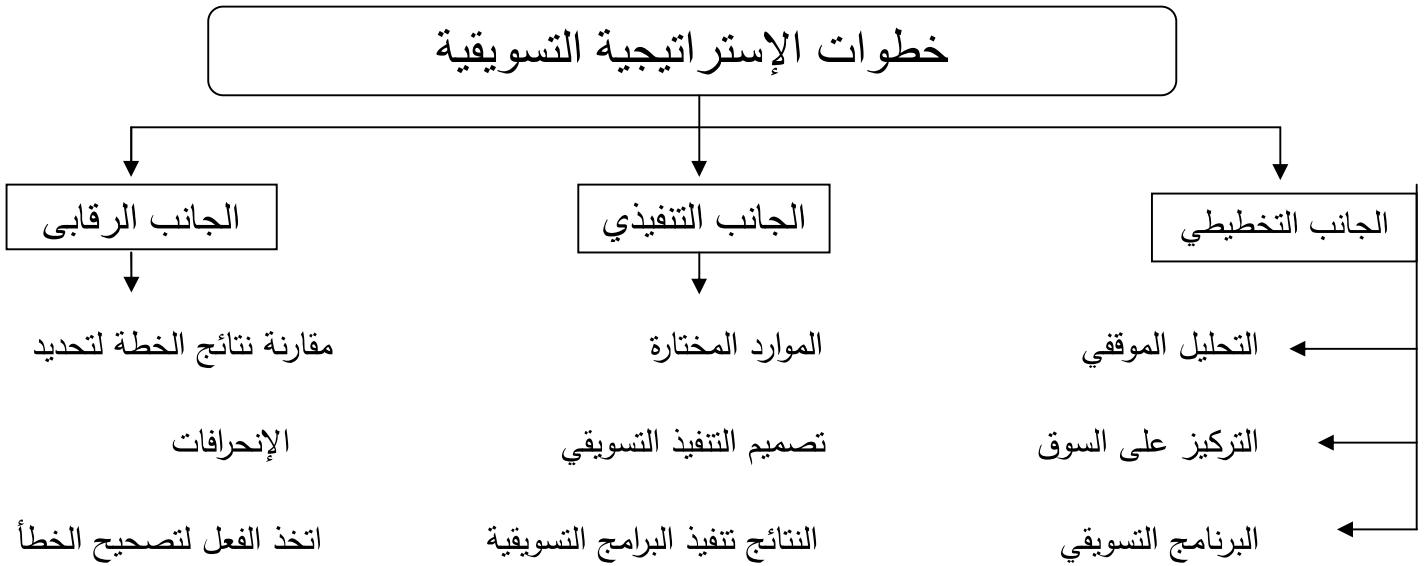 خطوات الإستراتيجية التسويقية
الجانب التخطيطي
التحليل الموقفي
التركيز على السوق
البرنامج التسويقي
الجانب التنفيذي
الموارد المختارة
تصميم التنفيذ التسويقي
النتائج تنفيذ البرامج التسويقية
الجانب الرقابى
مقارنة نتائج الخطة لتحديد
الإنحرافات
اتخذ الفعل لتصحيح الخطأ